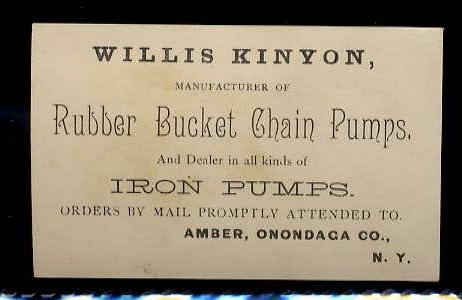 WILLIS KINYON,
MANUFACTURER OF
Rubber Bucket Chain Pumps.
And Dealer in all kinds of
IRON PUMPS.
ORDERS BY MAIL PROMPTLY ATTENDED TO.
AMBER, ONONDAGA CO.,
N. Y.